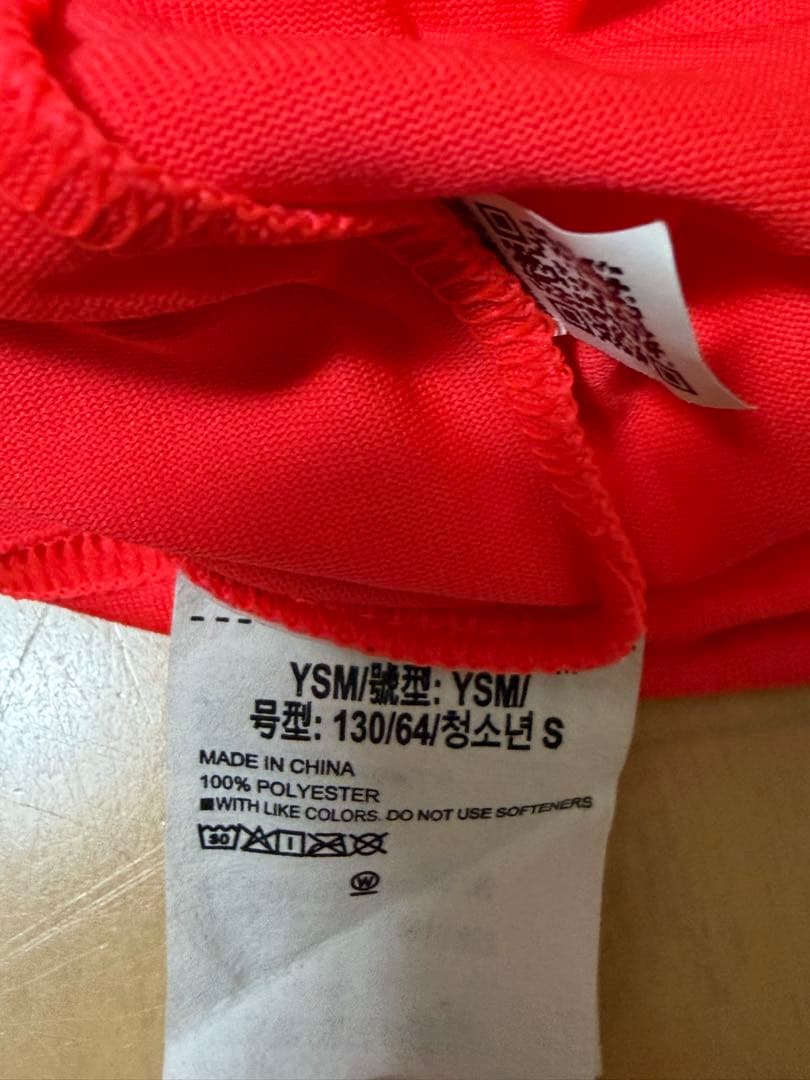 YSM/號型: YSM/
号型: 130/64/청소년 S
MADE IN CHINA
100% POLYESTER
■WITH LIKE COLORS. DO NOT USE SOFTENERS
30
W